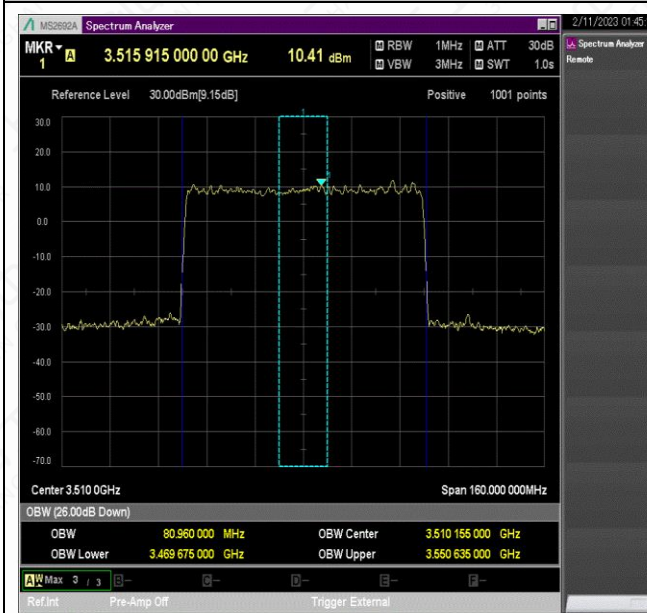 MS2692A Spectrum Analyzer
2/11/2023 01:45:
MKR 1 A 3.515 915 000 00 GHz 10.41 dBm M RBW 1MHz M ATT 30dB
M VBW 3MHz M SWT 1.0s
Spectrum Analyzer
Remote
Reference Level 30.00dBm[9.15dB] Positive 1001 points
30.0
20.0
10.0
0.0
-10.0
-20.0
-30.0
-40.0
-50.0
-60.0
-70.0
1
Center 3.510 0GHz Span 160.000 000MHz
OBW (26.00dB Down)
OBW 80.960 000 MHz OBW Center 3.510 155 000 GHz
OBW Lower 3.469 675 000 GHz OBW Upper 3.550 635 000 GHz
A W Max 3 / 3 B- C- D- E- F-
Ref.Int Pre-Amp Off Trigger External